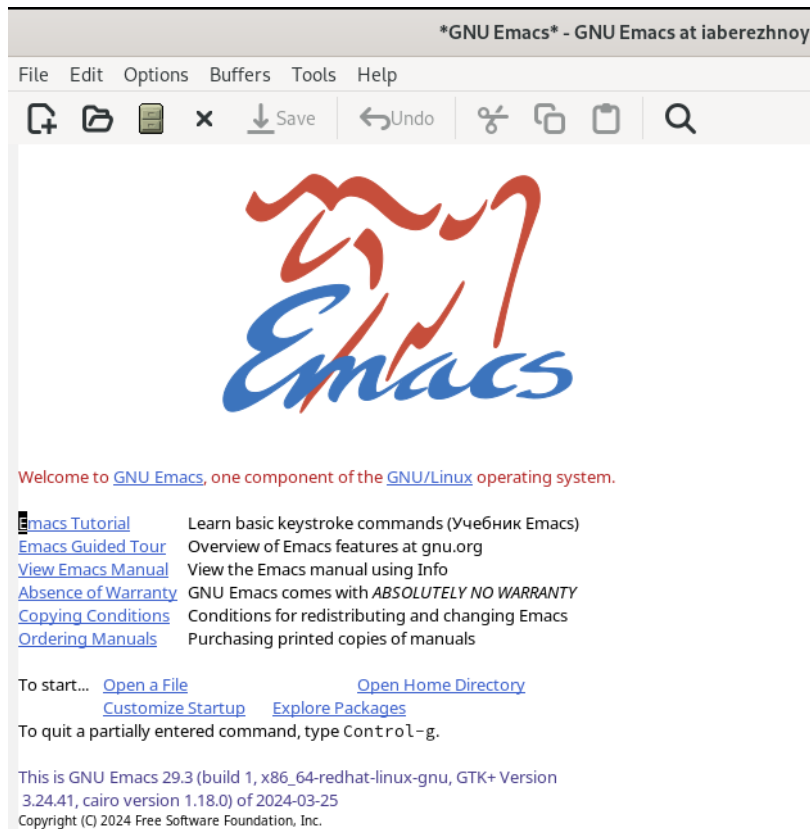 *GNU Emacs* - GNU Emacs at iaberezhnoy
File Edit Options Buffers Tools Help
Save Undo
Emacs
Welcome to GNU Emacs, one component of the GNU/Linux operating system.
Emacs Tutorial Learn basic keystroke commands (Учебник Emacs)
Emacs Guided Tour Overview of Emacs features at gnu.org
View Emacs Manual View the Emacs manual using Info
Absence of Warranty GNU Emacs comes with ABSOLUTELY NO WARRANTY
Copying Conditions Conditions for redistributing and changing Emacs
Ordering Manuals Purchasing printed copies of manuals
To start... Open a File Open Home Directory
Customize Startup Explore Packages
To quit a partially entered command, type Control-g.
This is GNU Emacs 29.3 (build 1, x86_64-redhat-linux-gnu, GTK+ Version
3.24.41, cairo version 1.18.0) of 2024-03-25
Copyright (C) 2024 Free Software Foundation, Inc.